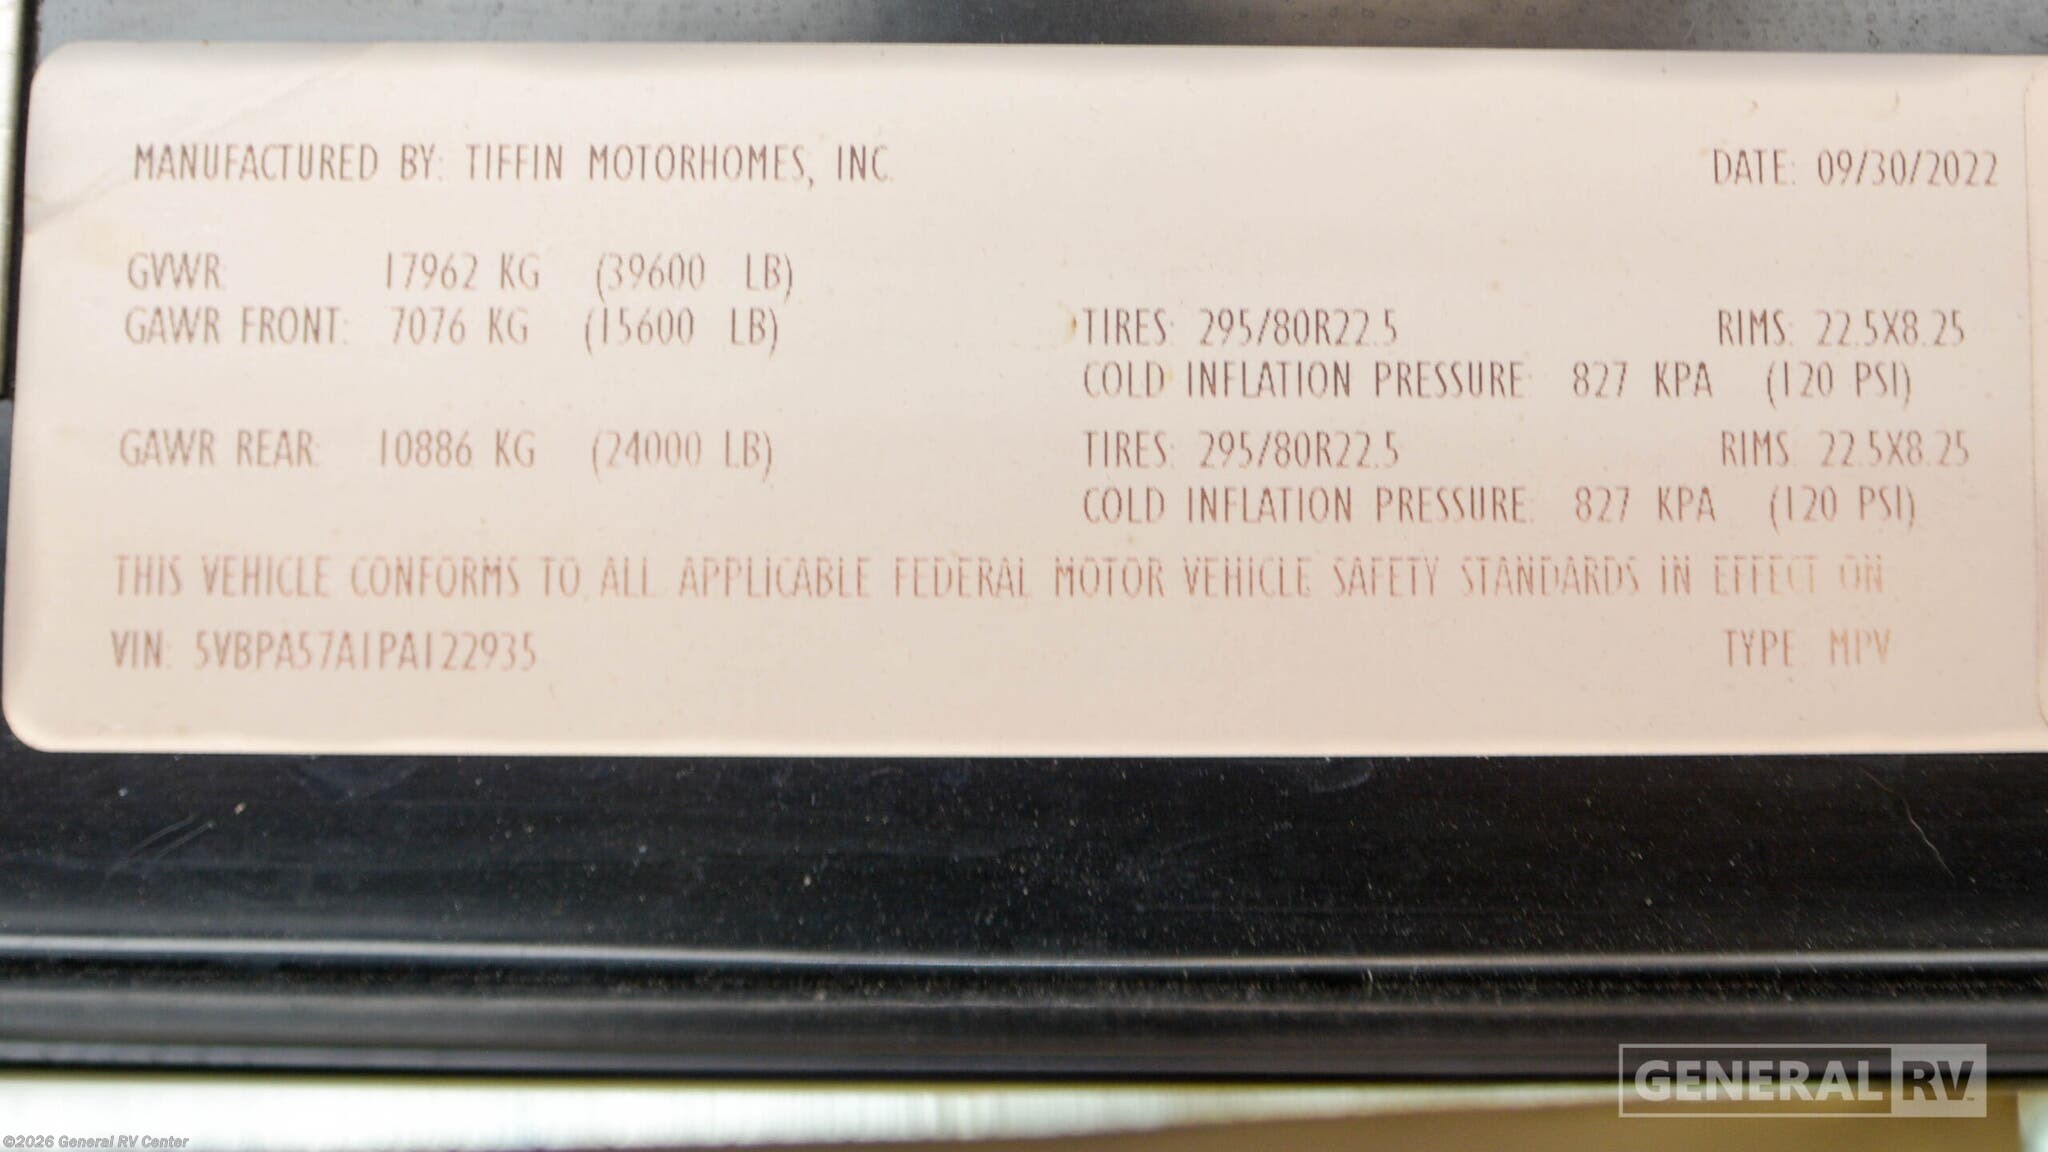 MANUFACTURED BY: TIFFIN MOTORHOMES, INC. DATE: 09/30/2022
GVWR: 17962 KG (39600 LB)
GAWR FRONT: 7076 KG (15600 LB) TIRES: 295/80R22.5 RIMS: 22.5X8.25
COLD INFLATION PRESSURE: 827 KPA (120 PSI)
GAWR REAR: 10886 KG (24000 LB) TIRES: 295/80R22.5 RIMS: 22.5X8.25
COLD INFLATION PRESSURE: 827 KPA (120 PSI)
THIS VEHICLE CONFORMS TO ALL APPLICABLE FEDERAL MOTOR VEHICLE SAFETY STANDARDS IN EFFECT ON
VIN: 5VBPA57A1PA122935 TYPE: MPV
GENERAL RV
©2026 General RV Center